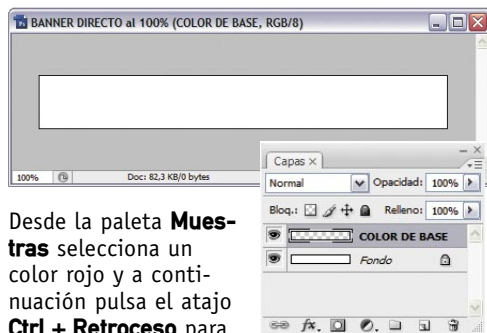 BANNER DIRECTO al 100% (COLOR DE BASE, RGB/8)
100%
Doc: 82,3 KB/0 bytes
Capas ×
Normal
Opacidad: 100%
Bloq.:
Relleno: 100%
COLOR DE BASE
Fondo
Desde la paleta Mues-
tras selecciona un
color rojo y a conti-
nuación pulsa el atajo
Ctrl + Retroceso para